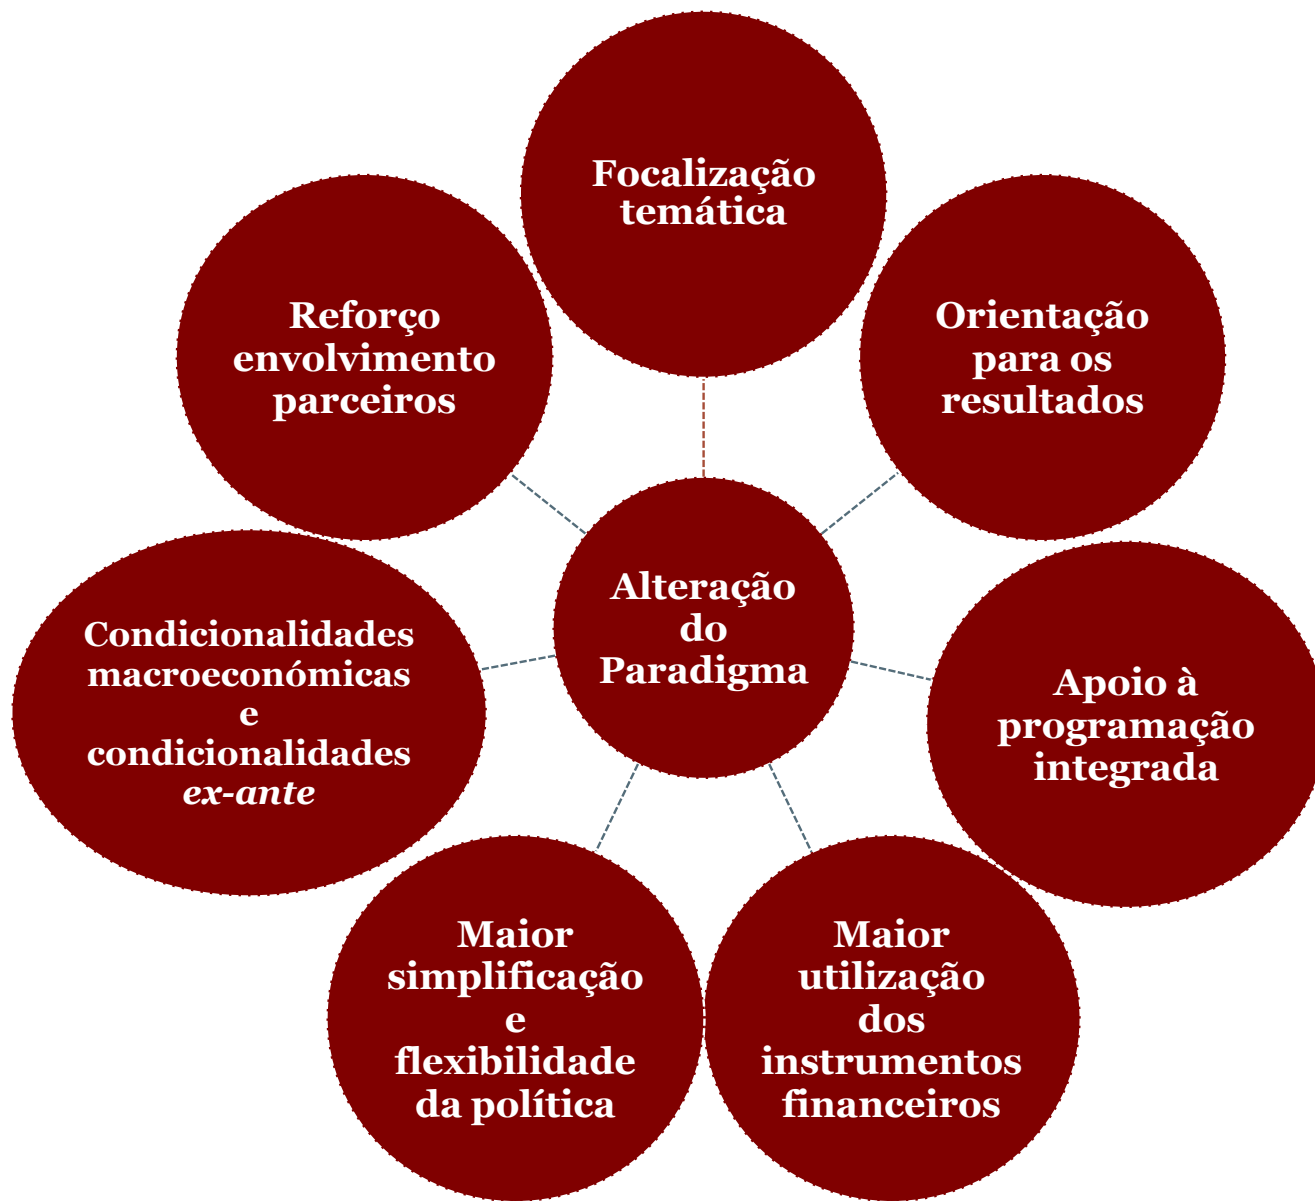 Focalização
temática
Orientação
para os
resultados
Apoio à
programação
integrada
Maior
utilização
dos
instrumentos
financeiros
Maior
simplificação
e
flexibilidade
da política
Condicionalidades
macroeconómicas
e
condicionalidades
ex-ante
Reforço
envolvimento
parceiros
Alteração
do
Paradigma